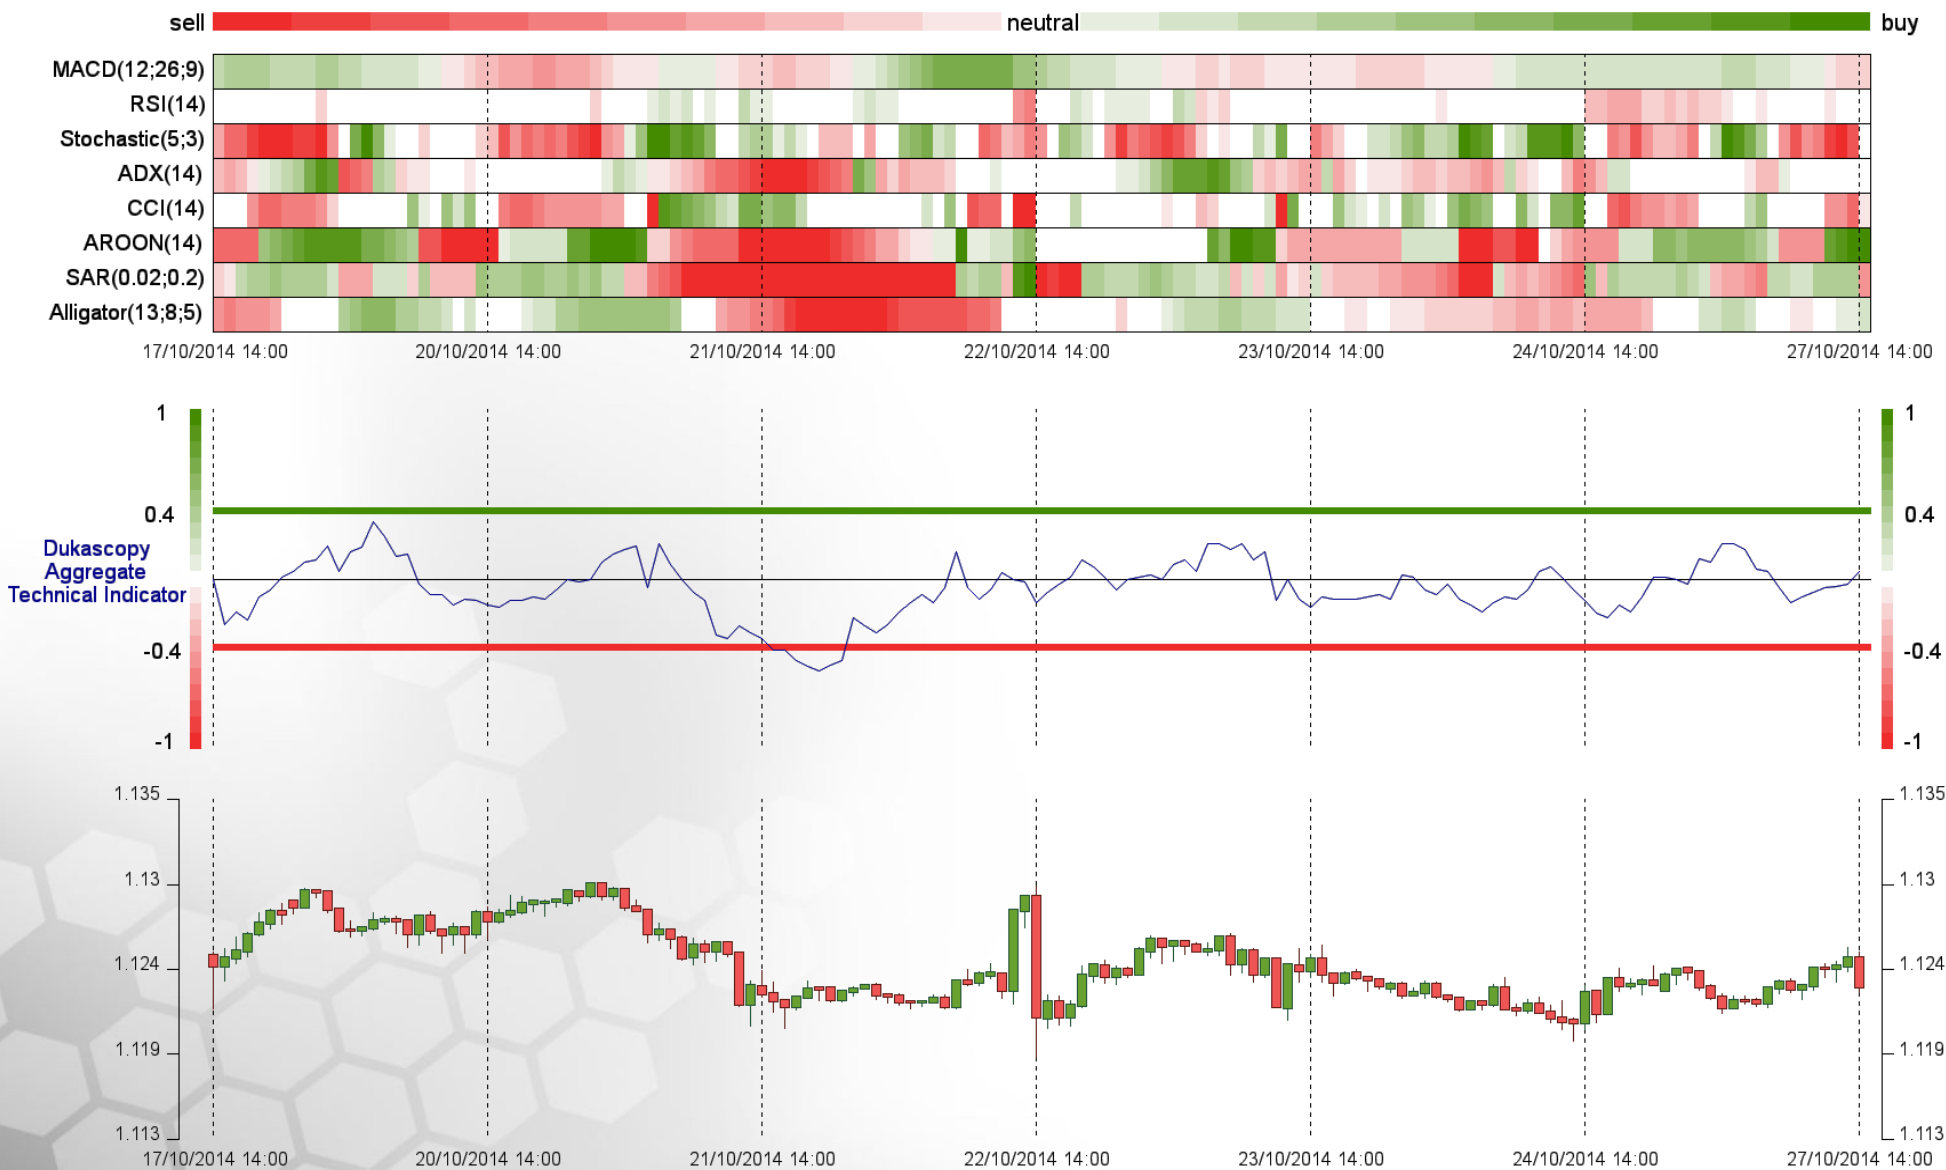 sell neutral buy
MACD(12;26;9)
RSI(14)
Stochastic(5;3)
ADX(14)
CCI(14)
AROON(14)
SAR(0.02;0.2)
Alligator(13;8;5)
17/10/2014 14:00 20/10/2014 14:00 21/10/2014 14:00 22/10/2014 14:00 23/10/2014 14:00 24/10/2014 14:00 27/10/2014 14:00
1 1
0.4 0.4
Dukascopy
Aggregate
Technical Indicator
-0.4 -0.4
-1 -1
1.135 1.135
1.13 1.13
1.124 1.124
1.119 1.119
1.113 1.113
17/10/2014 14:00 20/10/2014 14:00 21/10/2014 14:00 22/10/2014 14:00 23/10/2014 14:00 24/10/2014 14:00 27/10/2014 14:00